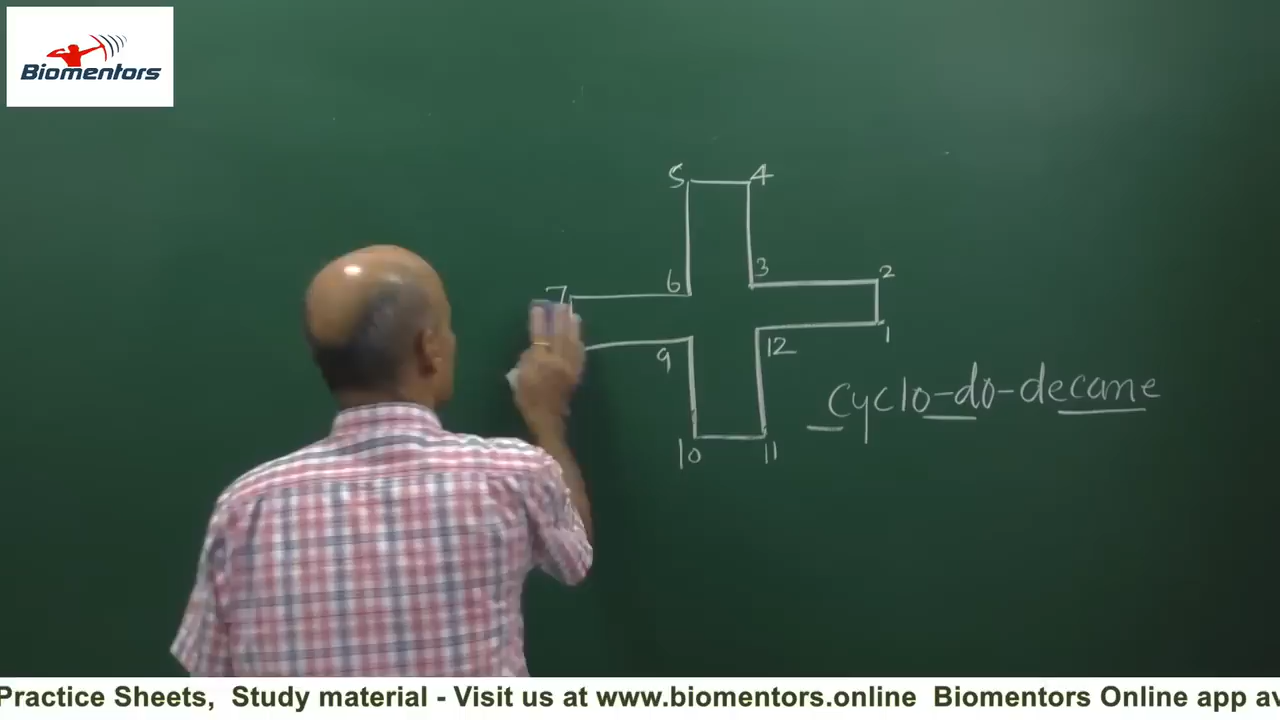 Biomentors
5 4
7 6 3 2
9 12 1
Cyclo-do-decane
10 11
Practice Sheets, Study material - Visit us at www.biomentors.online Biomentors Online app av